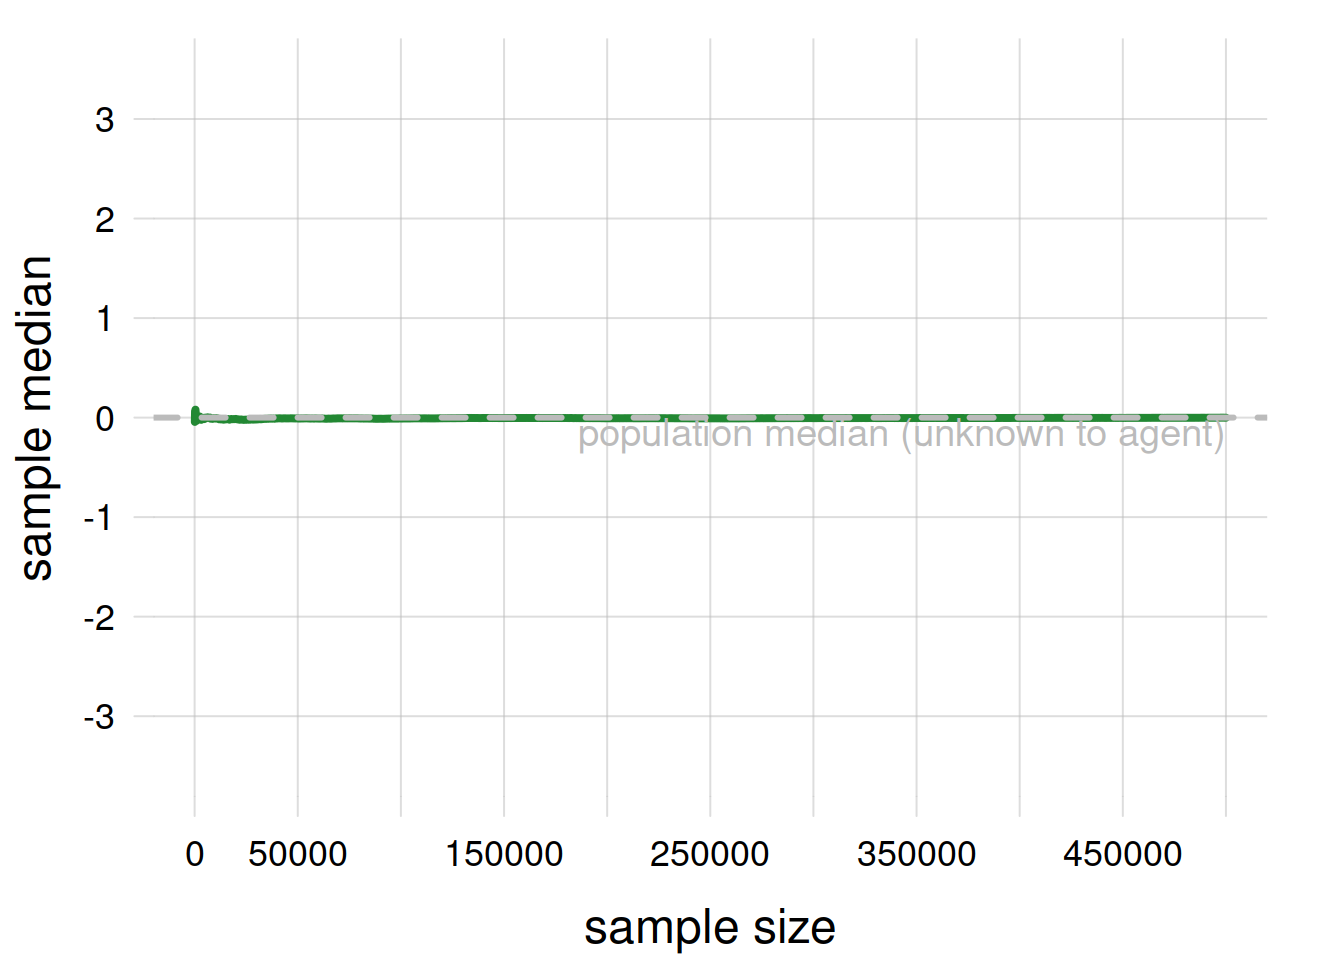 3
2
1
0
-1
-2
-3
sample median
population median (unknown to agent)
0 50000 150000 250000 350000 450000
sample size